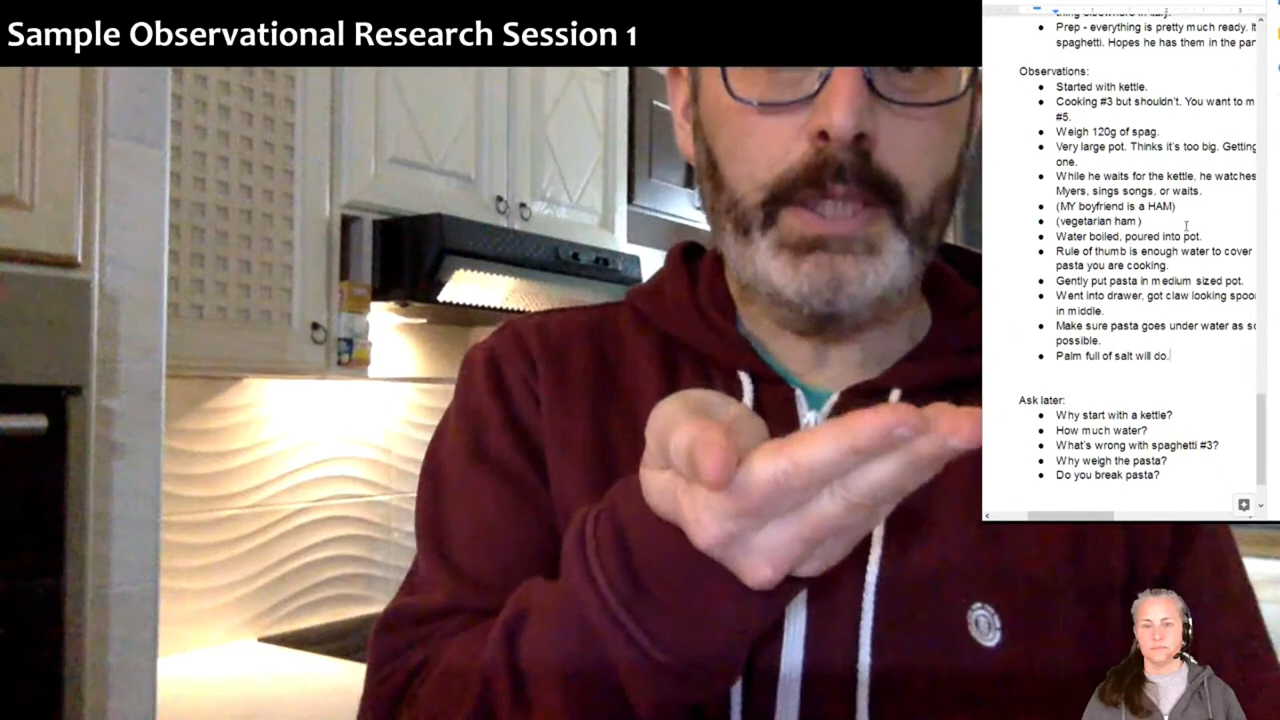 Sample Observational Research Session 1
thing elsewhere in Italy.
Prep - everything is pretty much ready. It
spaghetti. Hopes he has them in the pan
Observations:
Started with kettle.
Cooking #3 but shouldn't. You want to m
#5.
Weigh 120g of spag.
Very large pot. Thinks it's too big. Getting
one.
While he waits for the kettle, he watches
Myers, sings songs, or waits.
(MY boyfriend is a HAM)
(vegetarian ham )
Water boiled, poured into pot.
Rule of thumb is enough water to cover
pasta you are cooking.
Gently put pasta in medium sized pot.
Went into drawer, got claw looking spoo
in middle.
Make sure pasta goes under water as so
possible.
Palm full of salt will do.
Ask later:
Why start with a kettle?
How much water?
What's wrong with spaghetti #3?
Why weigh the pasta?
Do you break pasta?